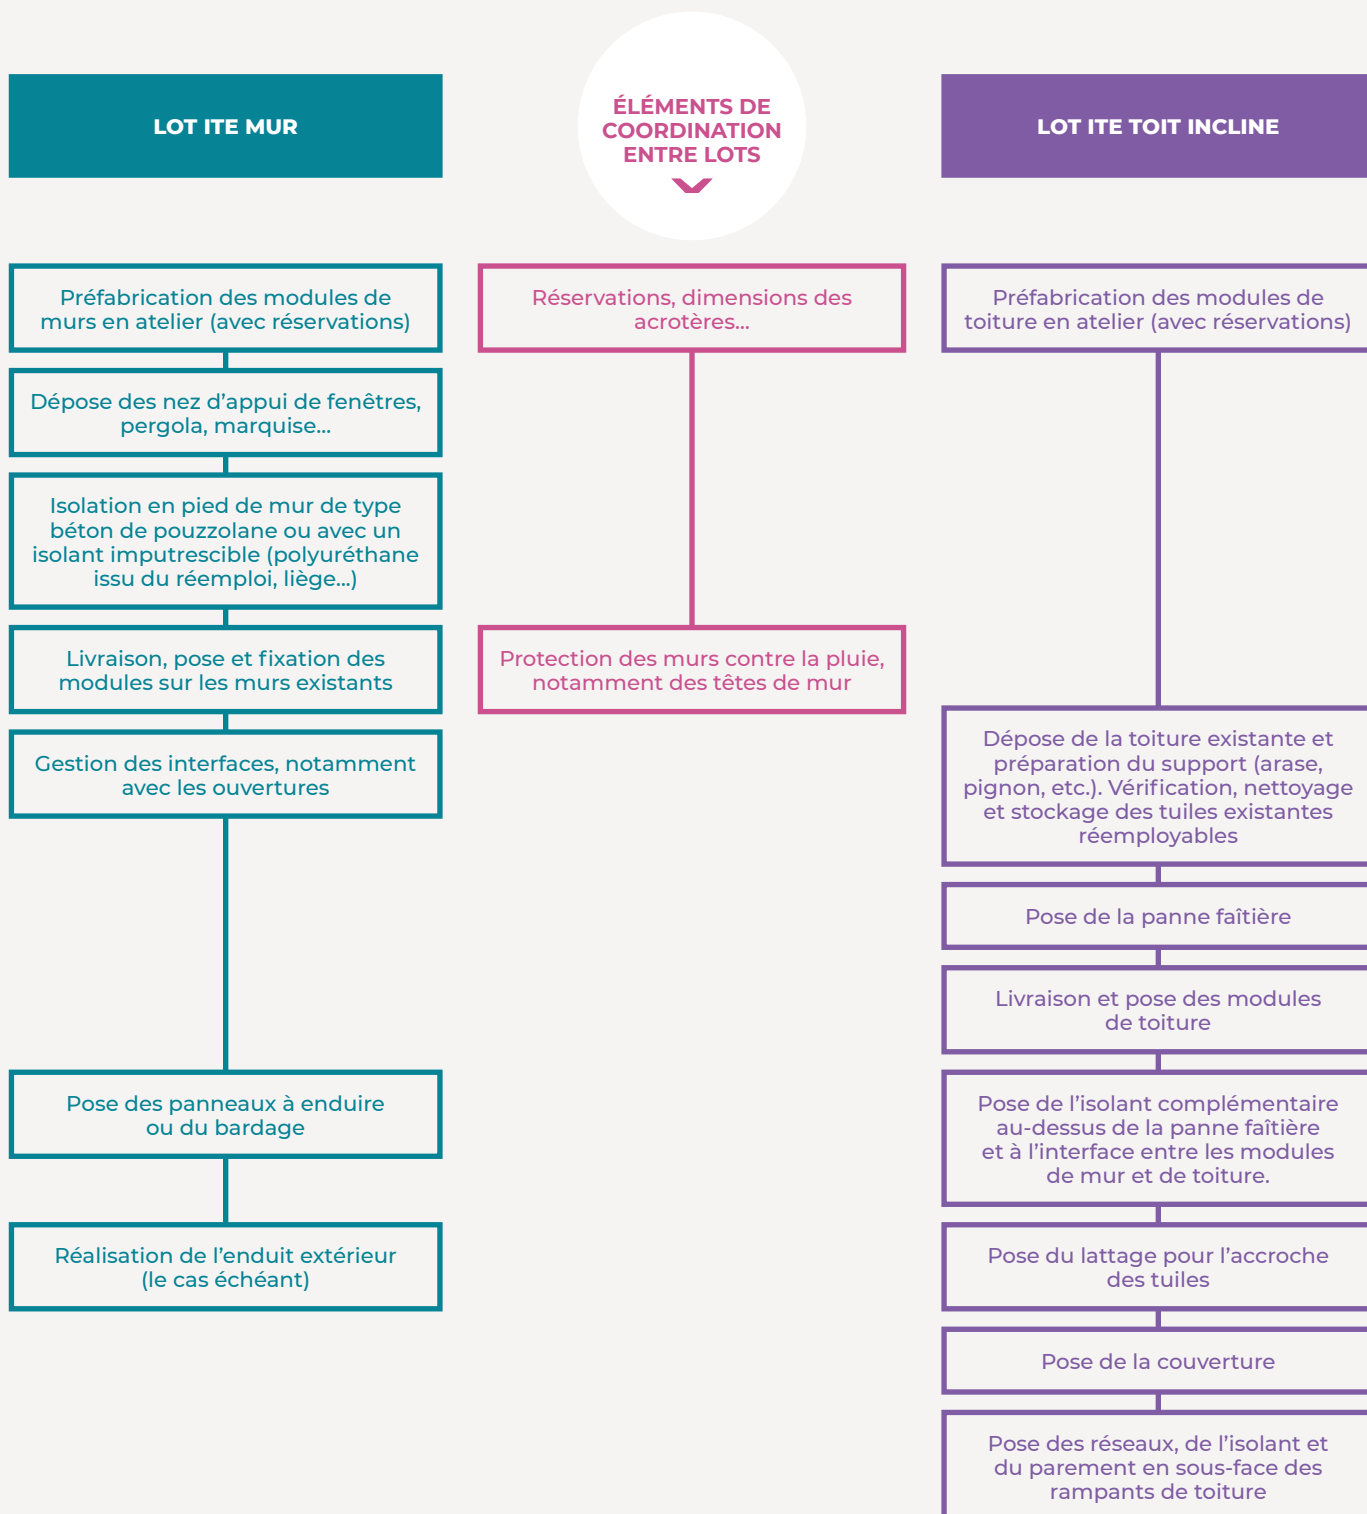 LOT ITE MUR
ÉLÉMENTS DE
COORDINATION
ENTRE LOTS
LOT ITE TOIT INCLINE
Préfabrication des modules de
murs en atelier (avec réservations)
Réservations, dimensions des
acrotères...
Préfabrication des modules de
toiture en atelier (avec réservations)
Dépose des nez d’appui de fenêtres,
pergola, marquise...
Isolation en pied de mur de type
béton de pouzzolane ou avec un
isolant imputrescible (polyuréthane
issu du réemploi, liège...)
Livraison, pose et fixation des
modules sur les murs existants
Protection des murs contre la pluie,
notamment des têtes de mur
Gestion des interfaces, notamment
avec les ouvertures
Dépose de la toiture existante et
préparation du support (arase,
pignon, etc.). Vérification, nettoyage
et stockage des tuiles existantes
réemployables
Pose de la panne faîtière
Livraison et pose des modules
de toiture
Pose des panneaux à enduire
ou du bardage
Pose de l’isolant complémentaire
au-dessus de la panne faîtière
et à l’interface entre les modules
de mur et de toiture.
Réalisation de l’enduit extérieur
(le cas échéant)
Pose du lattage pour l’accroche
des tuiles
Pose de la couverture
Pose des réseaux, de l’isolant et
du parement en sous-face des
rampants de toiture